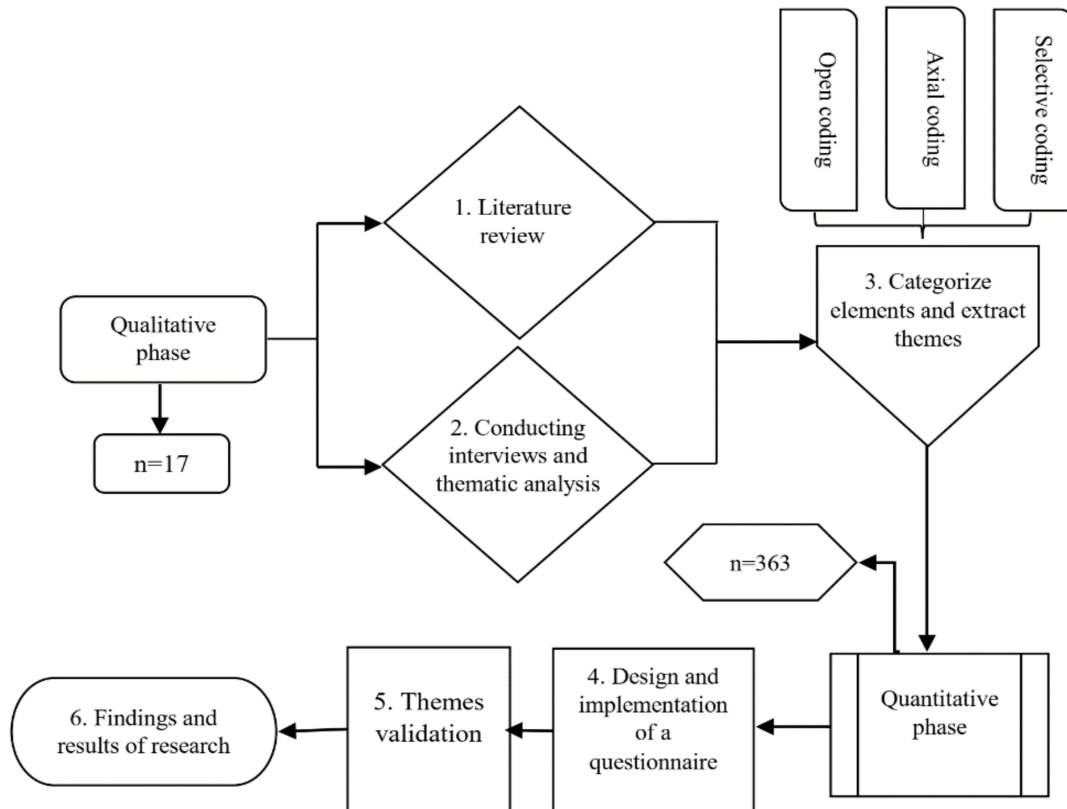 Open coding
Axial coding
Selective coding
1. Literature
review
3. Categorize
elements and extract
themes
Qualitative
phase
2. Conducting
interviews and
thematic analysis
n=17
n=363
Quantitative
phase
4. Design and
implementation
of a
questionnaire
5. Themes
validation
6. Findings and
results of research